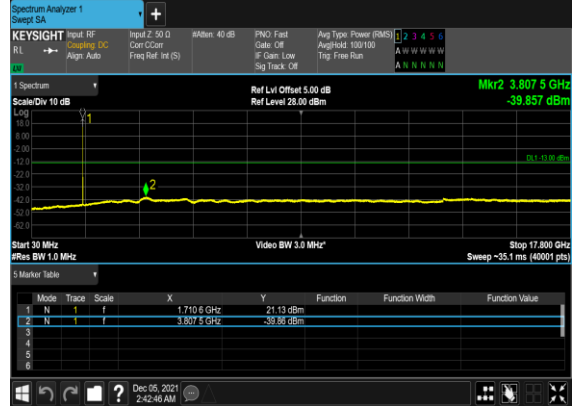 Spectrum Analyzer 1
Swept SA
+
KEYSIGHT Input: RF Input Z: 50 Ω #Atten: 40 dB PNO: Fast Avg Type: Power (RMS) 1 2 3 4 5 6
RL Coupling: DC Corr CCorr Gate: Off Avg|Hold: 100/100 A W W W W W
Align: Auto Freq Ref: Int (S) IF Gain: Low Trig: Free Run
Sig Track: Off A N N N N N
1 Spectrum
Ref Lvl Offset 5.00 dB Mkr2 3.807 5 GHz
Scale/Div 10 dB Ref Level 28.00 dBm -39.857 dBm
Log
18.0
8.00
-2.00
-12.0
DL1 -13.00 dBm
-22.0
-32.0
-42.0
-52.0
-62.0
1
2
Start 30 MHz Video BW 3.0 MHz* Stop 17.800 GHz
#Res BW 1.0 MHz Sweep ~35.1 ms (40001 pts)
5 Marker Table
Mode Trace Scale X Y Function Function Width Function Value
1 N 1 f 1.710 6 GHz 21.13 dBm
2 N 1 f 3.807 5 GHz -39.86 dBm
3
4
5
6
? Dec 05, 2021
2:42:46 AM